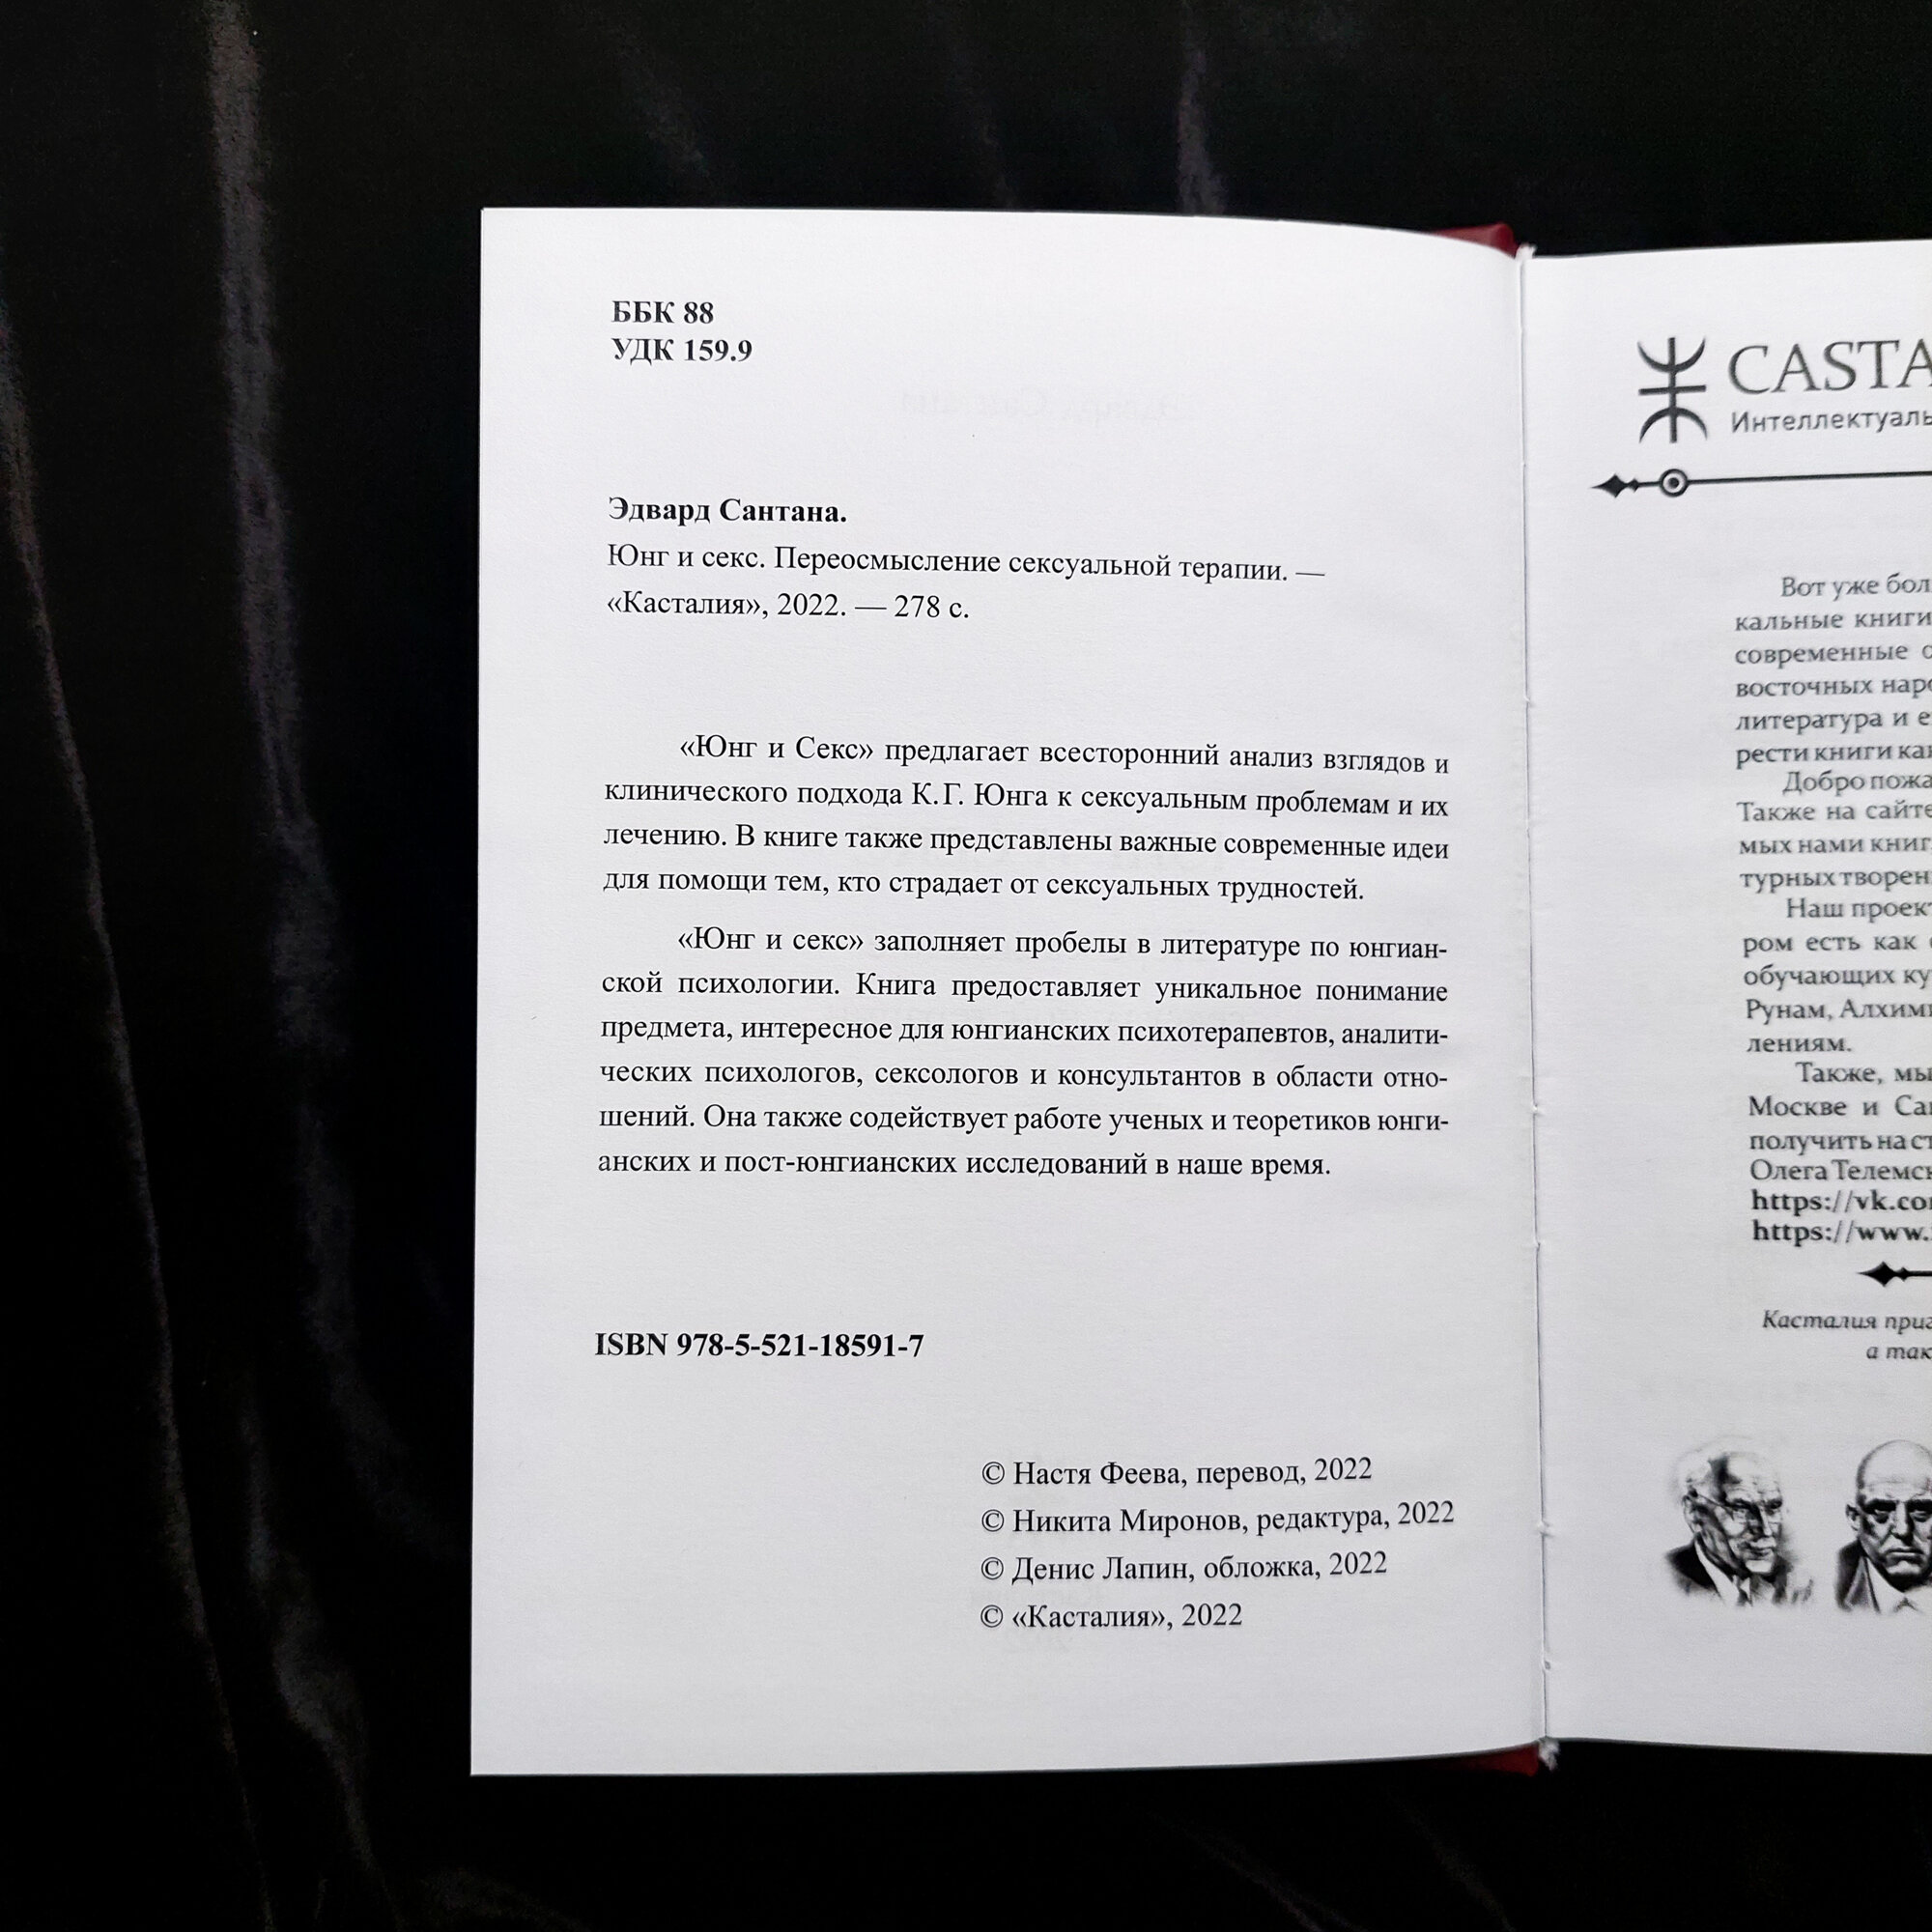 ББК 88
УДК 159.9
Эдвард Сантана.
Юнг и секс. Переосмысление сексуальной терапии. —
«Касталия», 2022. — 278 с.
«Юнг и Секс» предлагает всесторонний анализ взглядов и
клинического подхода К. Г. Юнга к сексуальным проблемам и их
лечению. В книге также представлены важные современные идеи
для помощи тем, кто страдает от сексуальных трудностей.
«Юнг и секс» заполняет пробелы в литературе по юнгиан-
ской психологии. Книга предоставляет уникальное понимание
предмета, интересное для юнгианских психотерапевтов, аналити-
ческих психологов, сексологов и консультантов в области отно-
шений. Она также содействует работе ученых и теоретиков юнги-
анских и пост-юнгианских исследований в наше время.
ISBN 978-5-521-18591-7
© Настя Феева, перевод, 2022
© Никита Миронов, редактура, 2022
© Денис Лапин, обложка, 2022
© «Касталия», 2022
CASTA
Интеллектуаль
Вот уже бол
кальные книги
современные о
восточных наро
литература и е
рести книги как
Добро пожа
Также на сайте
мых нами книг
турных творен
Наш проект
ром есть как
обучающих ку
Рунам, Алхими
лениям.
Также, мы
Москве и Сан
получить на ст
Олега Телемск
https://vk.co
https://www.
Касталия приг
а так